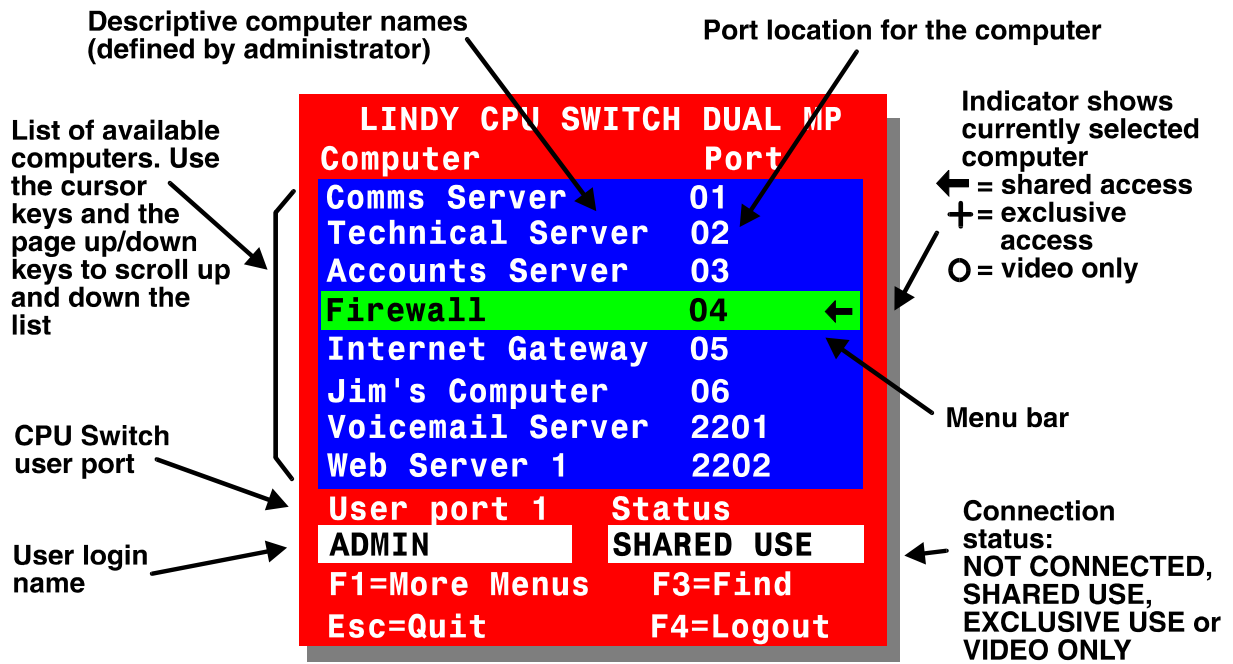 Descriptive computer names
(defined by administrator)
Port location for the computer
List of available
computers. Use
the cursor
keys and the
page up/down
keys to scroll up
and down the
list
CPU Switch
user port
User login
name
LINDY CPU SWITCH DUAL MP
Computer Port
Comms Server 01
Technical Server 02
Accounts Server 03
Firewall 04 ←
Internet Gateway 05
Jim's Computer 06
Voicemail Server 2201
Web Server 1 2202
User port 1 Status
ADMIN SHARED USE
F1=More Menus F3=Find
Esc=Quit F4=Logout
Indicator shows
currently selected
computer
← = shared access
+ = exclusive
access
O = video only
Menu bar
Connection
status:
NOT CONNECTED,
SHARED USE,
EXCLUSIVE USE or
VIDEO ONLY